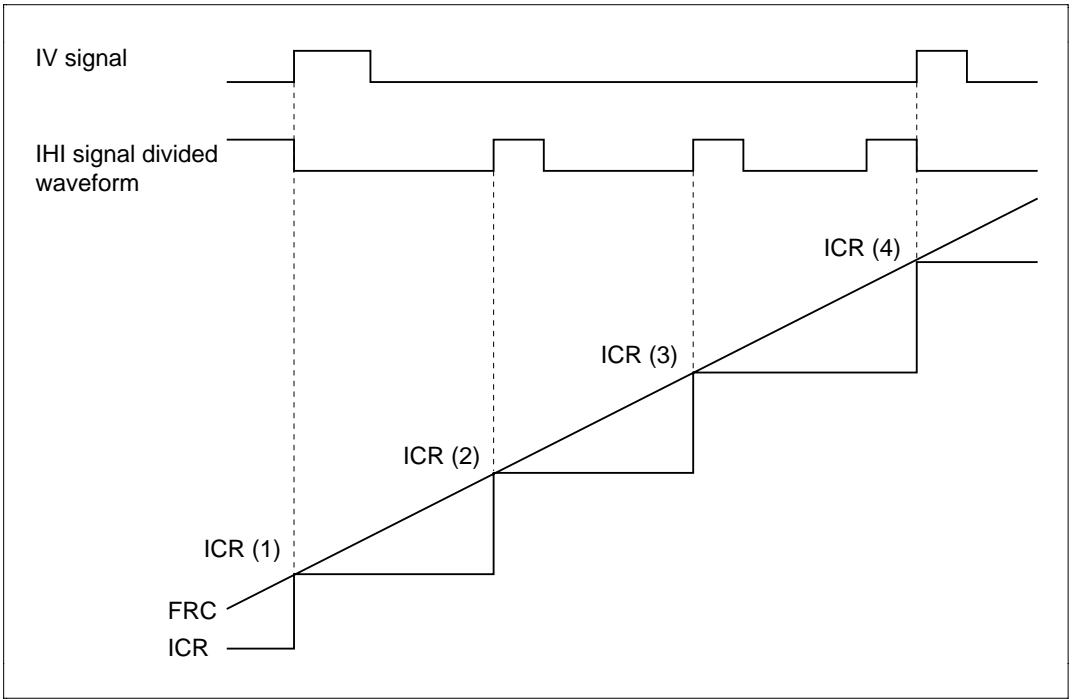 IV signal
IHI signal divided
waveform
ICR (4)
ICR (3)
ICR (2)
ICR (1)
FRC
ICR